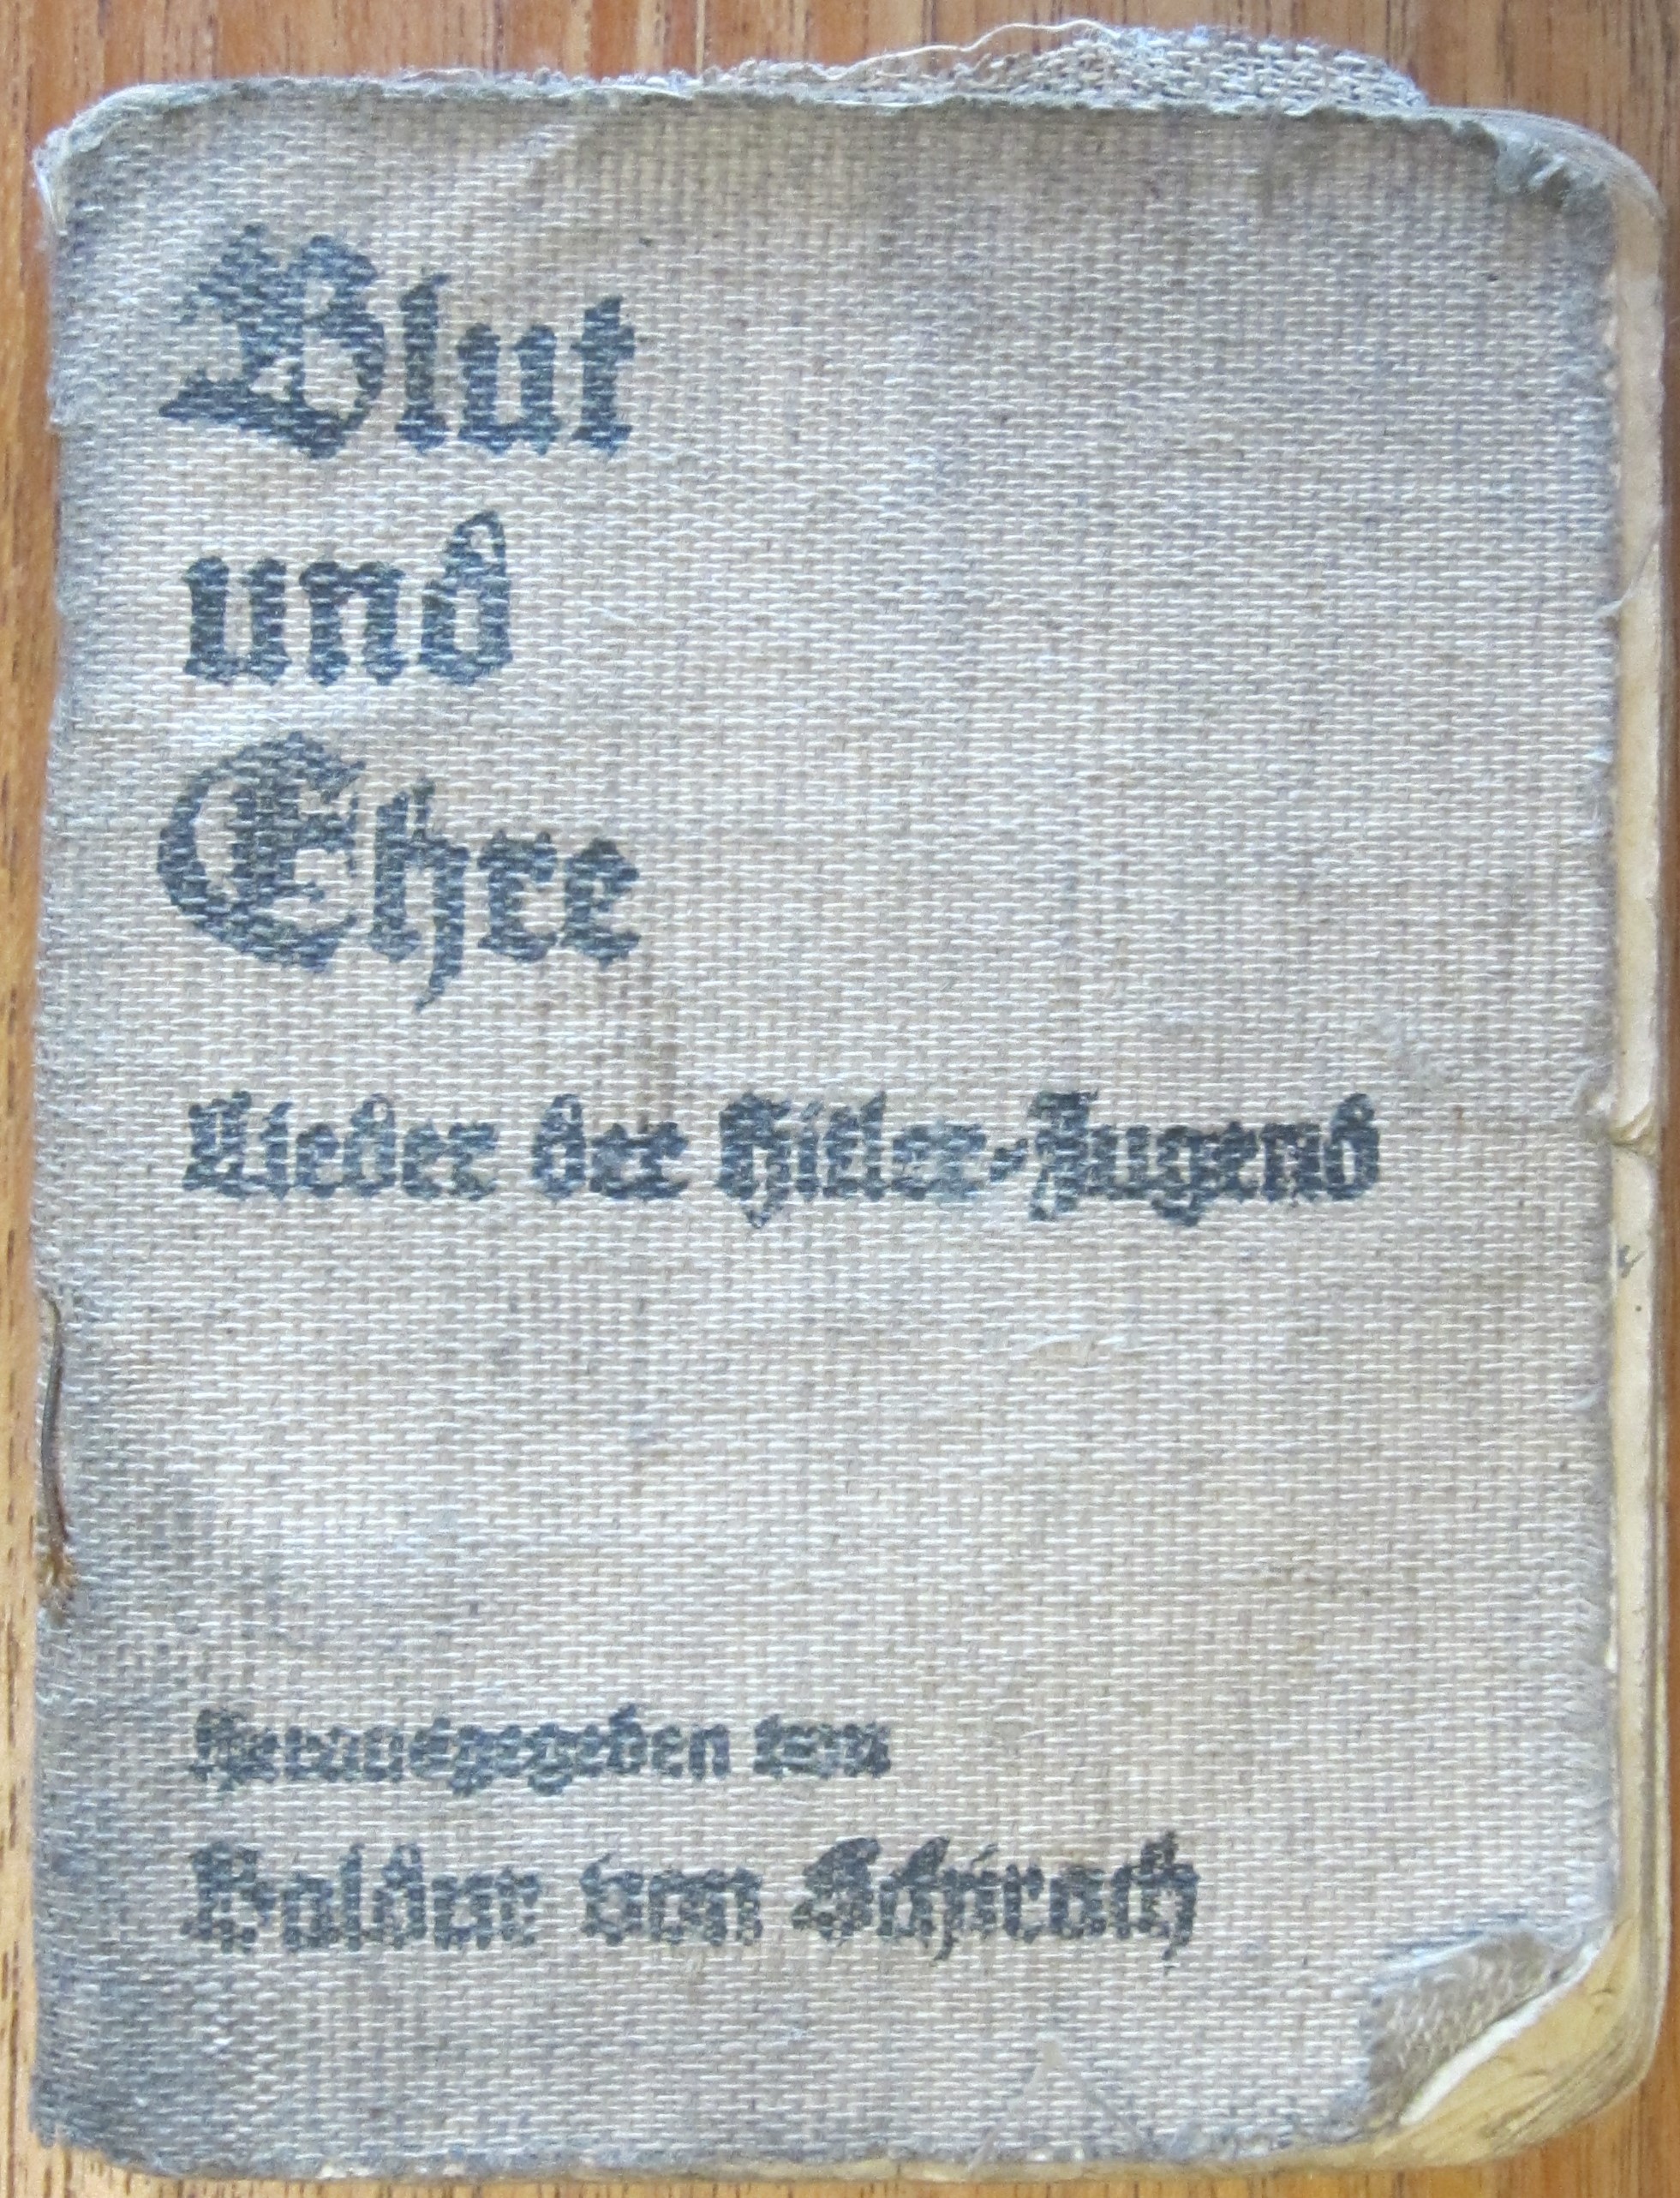 Blut
und
Ehre
Lieder der Hitler-Jugend
Herausgegeben von
Baldur von Schirach